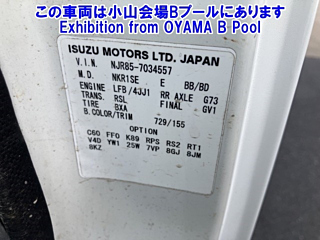 この車両は小山会場Bプールにあります
Exhibition from OYAMA B Pool
ISUZU MOTORS LTD. JAPAN
V.I.N. NJR85-7034557
M.D. NKR1SE E BB/BD
ENGINE LFB/4JJ1 RR AXLE G73
TRANS. RSL FINAL GV1
TIRE BXA
B.COLOR/TRIM 729/155
OPTION
C60 FF0 K89 RPS RS2 RT1
V4D YW1 25W 7VP 8GJ 8JM
8KZ